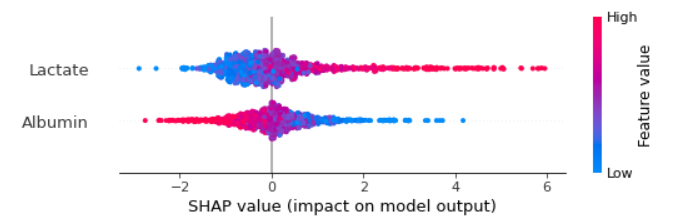 High
Lactate
Albumin
Feature value
Low
−2
0
2
4
6
SHAP value (impact on model output)